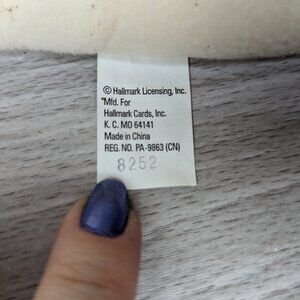 © Hallmark Licensing, Inc.
Mfd. For
Hallmark Cards, Inc.
K. C. MO 64141
Made in China
REG. NO. PA-9863 (CN)
8252